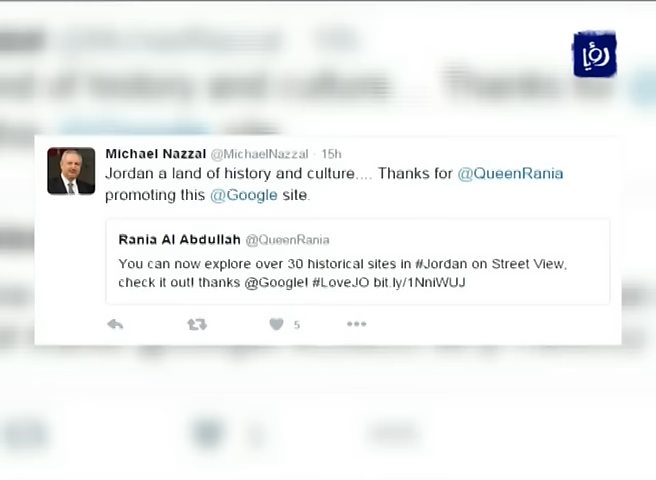 رؤيا
Michael Nazzal @MichaelNazzal · 15h
Jordan a land of history and culture.... Thanks for @QueenRania
promoting this @Google site.
Rania Al Abdullah @QueenRania
You can now explore over 30 historical sites in #Jordan on Street View,
check it out! thanks @Google! #LoveJO bit.ly/1NniWUJ
5